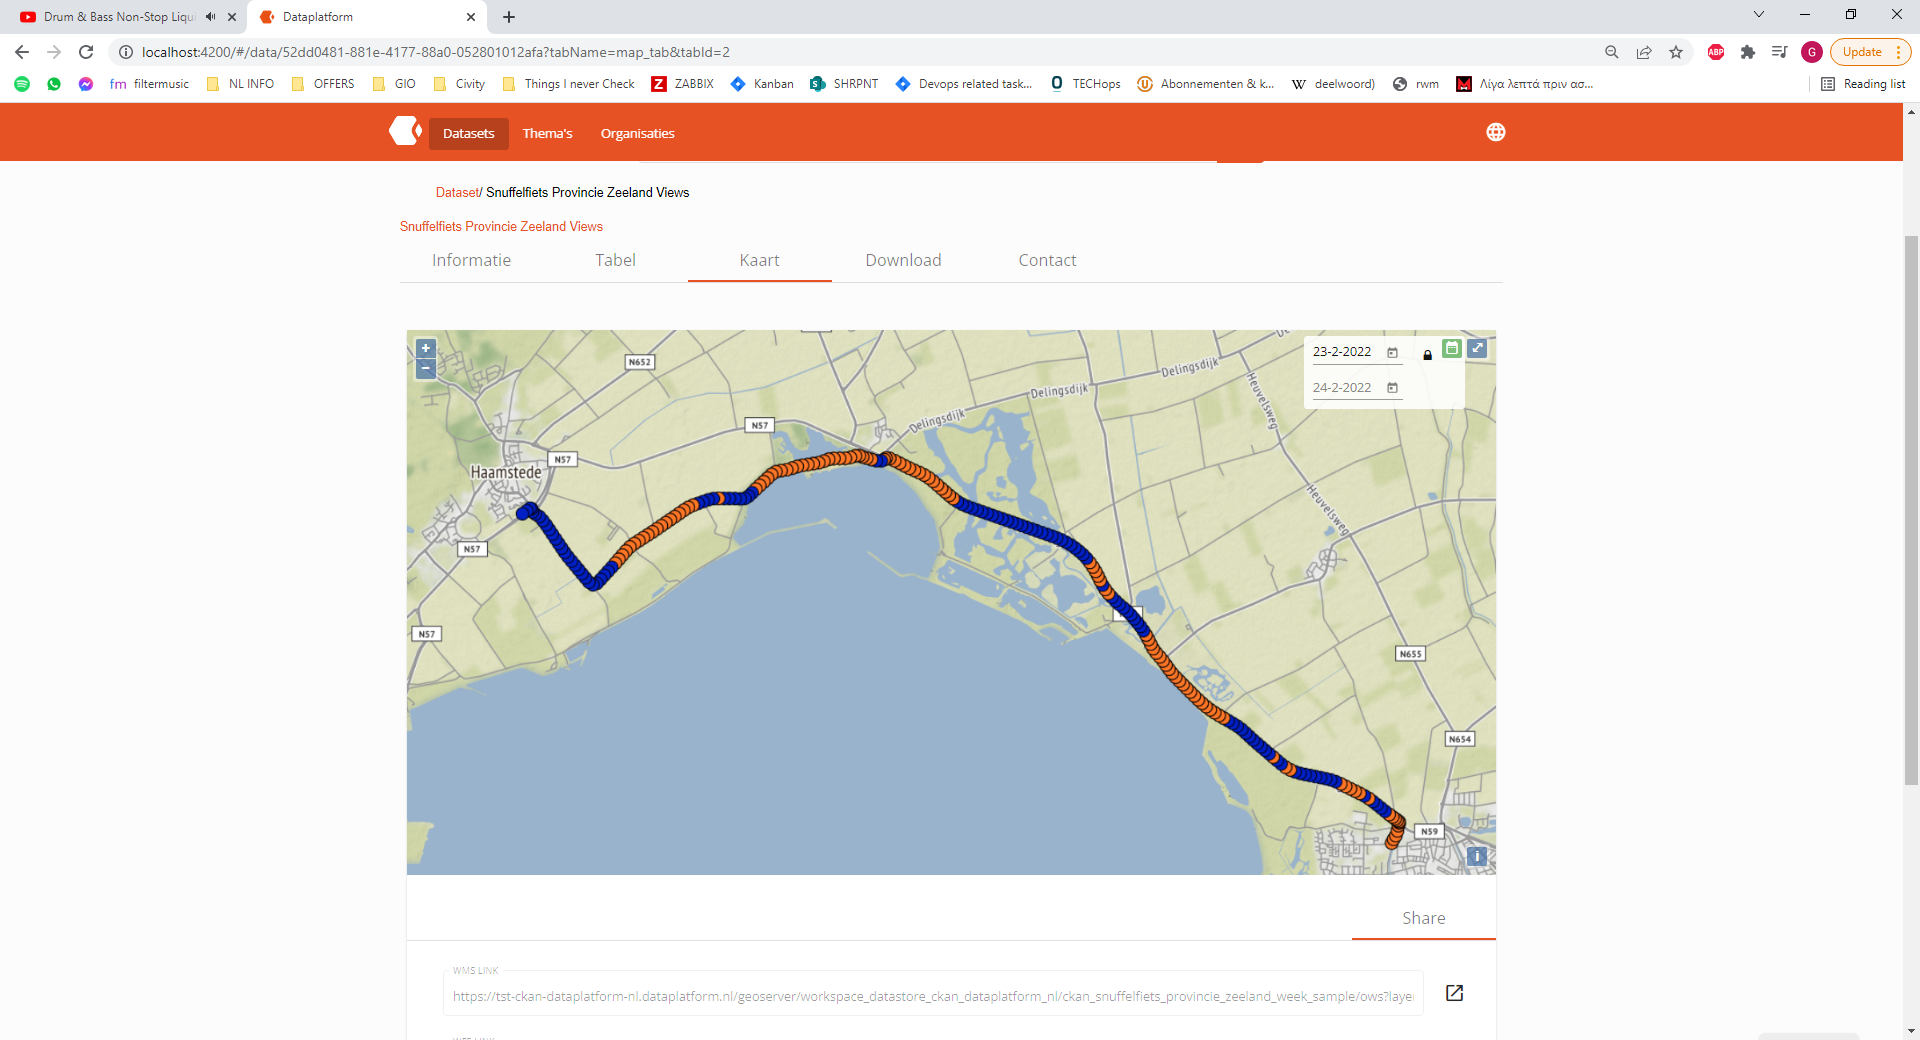 Drum & Bass Non-Stop Liqu
Dataplatform
localhost:4200/#/data/52dd0481-881e-4177-88a0-052801012afa?tabName=map_tab&tabId=2
ABP
G
Update
fm filtermusic
NL INFO
OFFERS
GIO
Civity
Things I never Check
Z ZABBIX
Kanban
SHRPNT
Devops related task...
TECHops
Abonnementen & k...
W deelwoord)
rwm
Λίγα λεπτά πριν ασ...
Reading list
Datasets
Thema's
Organisaties
Dataset/ Snuffelfiets Provincie Zeeland Views
Snuffelfiets Provincie Zeeland Views
Informatie
Tabel
Kaart
Download
Contact
+
−
23-2-2022
24-2-2022
N652
Delingsdijk
Delingsdijk
Delingsdijk
Heuvelsweg
N57
N57
Haamstede
Heuvelsweg
N57
N57
N655
N654
N59
i
Share
WMS LINK
https://tst-ckan-dataplatform-nl.dataplatform.nl/geoserver/workspace_datastore_ckan_dataplatform_nl/ckan_snuffelfiets_provincie_zeeland_week_sample/ows?laye